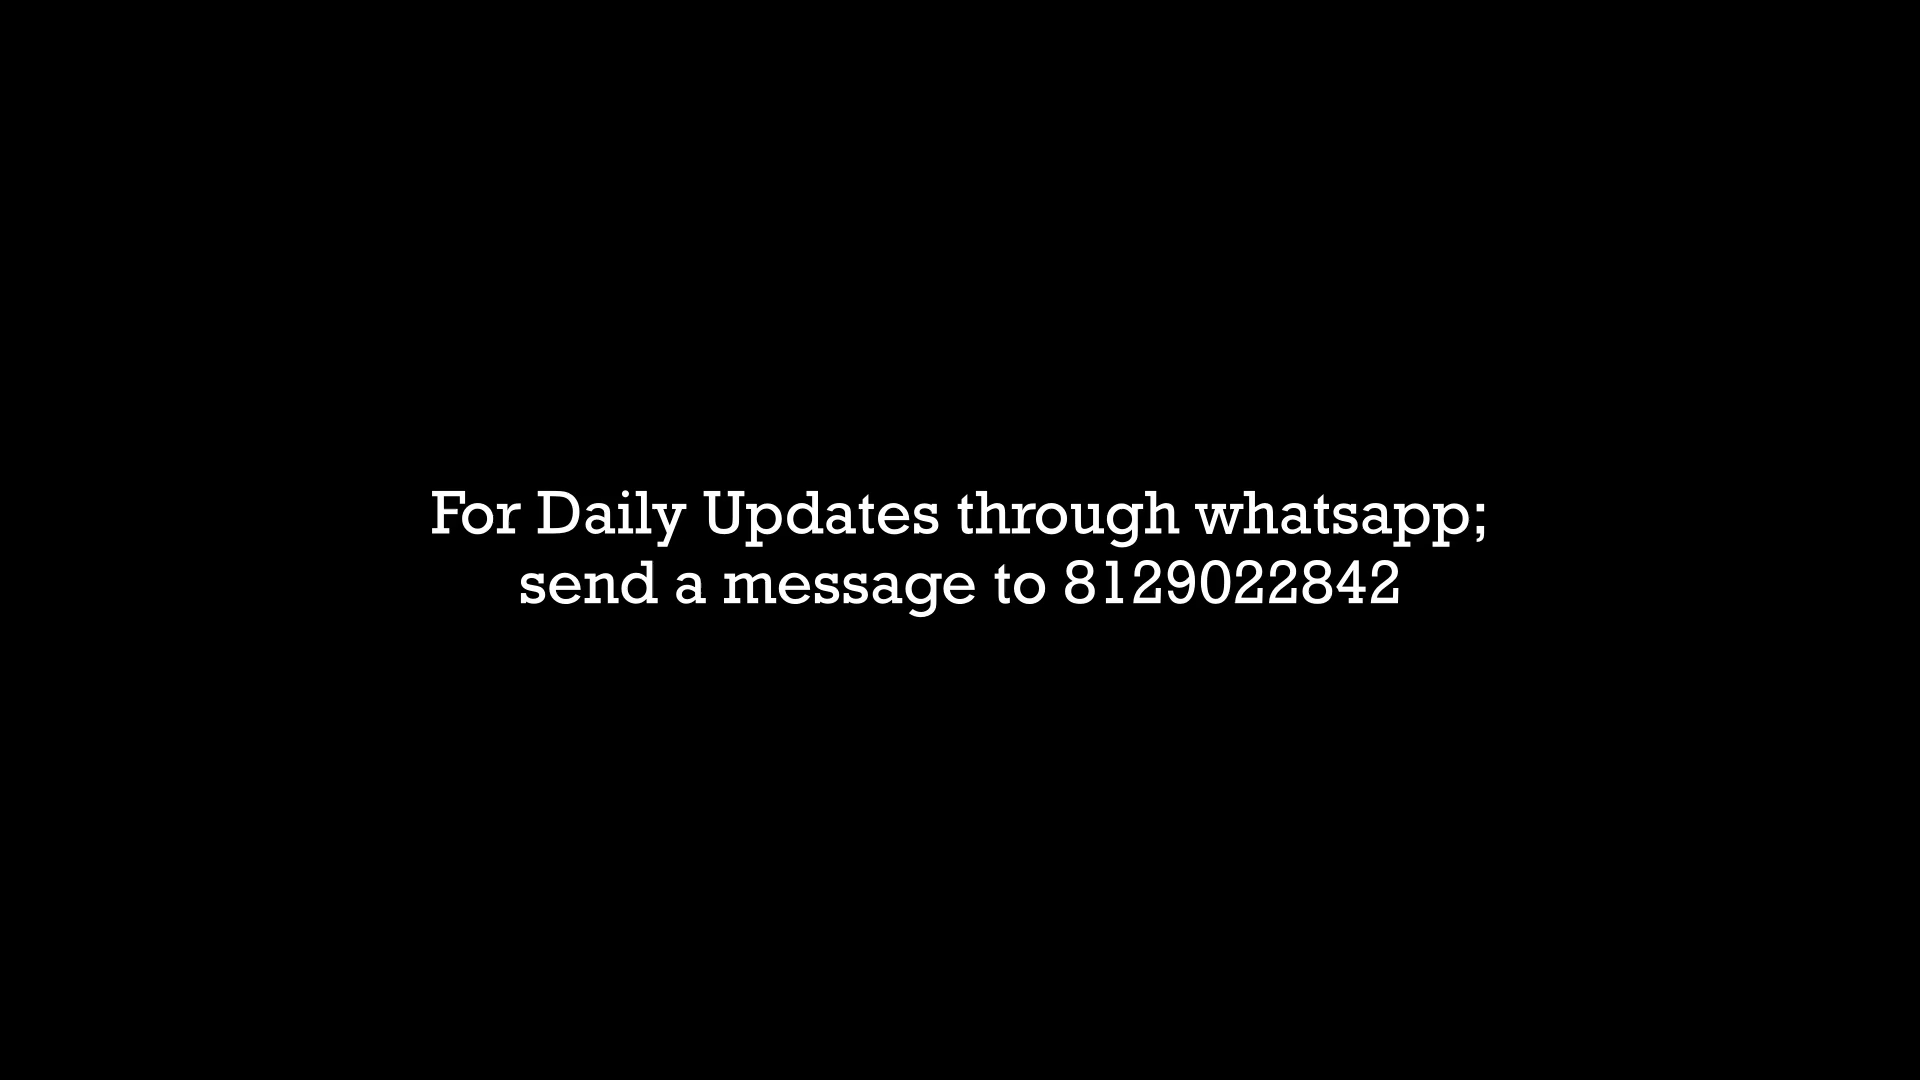 For Daily Updates through whatsapp;
send a message to 8129022842